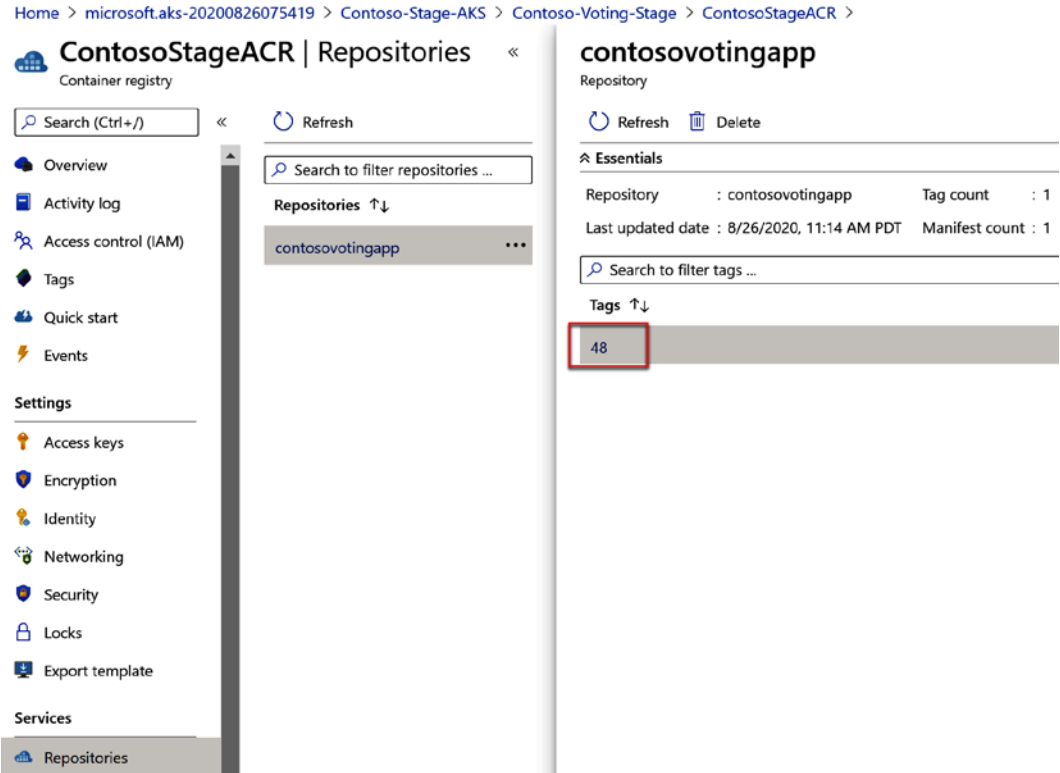 Home > microsoft.aks-20200826075419 > Contoso-Stage-AKS > Contoso-Voting-Stage > ContosoStageACR >
ContosoStageACR | Repositories «
Container registry
Search (Ctrl+/) «
Overview
Activity log
Access control (IAM)
Tags
Quick start
Events
Settings
Access keys
Encryption
Identity
Networking
Security
Locks
Export template
Services
Repositories
Refresh
Search to filter repositories ...
Repositories ↑↓
contosovotingapp ...
contosovotingapp
Repository
Refresh Delete
Essentials
Repository : contosovotingapp Tag count : 1
Last updated date : 8/26/2020, 11:14 AM PDT Manifest count : 1
Search to filter tags ...
Tags ↑↓
48